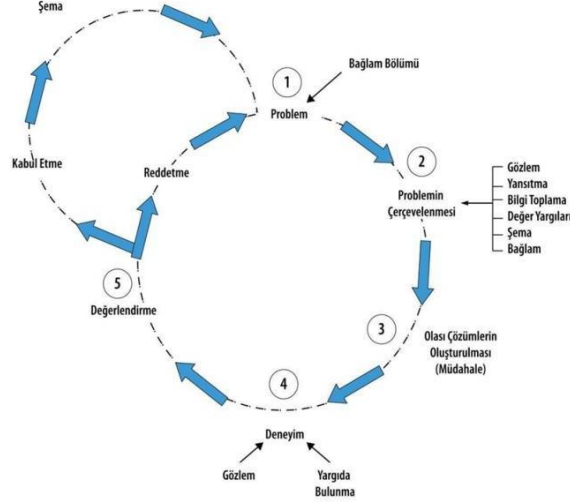 Şema
1
Bağlam Bölümü
Problem
2
Kabul Etme
Reddetme
Problemin
Çerçevelenmesi
Gözlem
Yansıtma
Bilgi Toplama
Değer Yargıları
Şema
Bağlam
5
Değerlendirme
3
Olası Çözümlerin
Oluşturulması
(Müdahale)
4
Deneyim
Gözlem
Yargıda
Bulunma